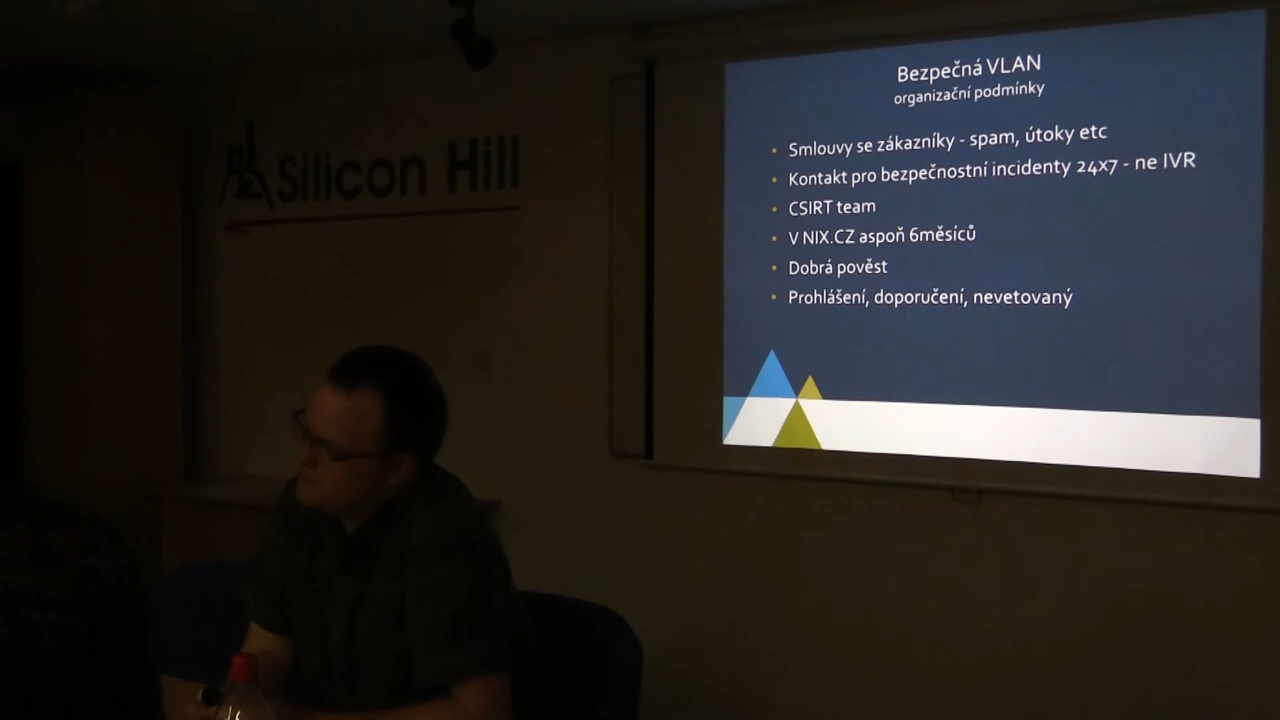 Silicon Hill
Bezpečná VLAN
organizační podmínky
Smlouvy se zákazníky - spam, útoky etc
Kontakt pro bezpečnostní incidenty 24x7 - ne IVR
CSIRT team
V NIX.CZ aspoň 6měsíců
Dobrá pověst
Prohlášení, doporučení, nevetovaný